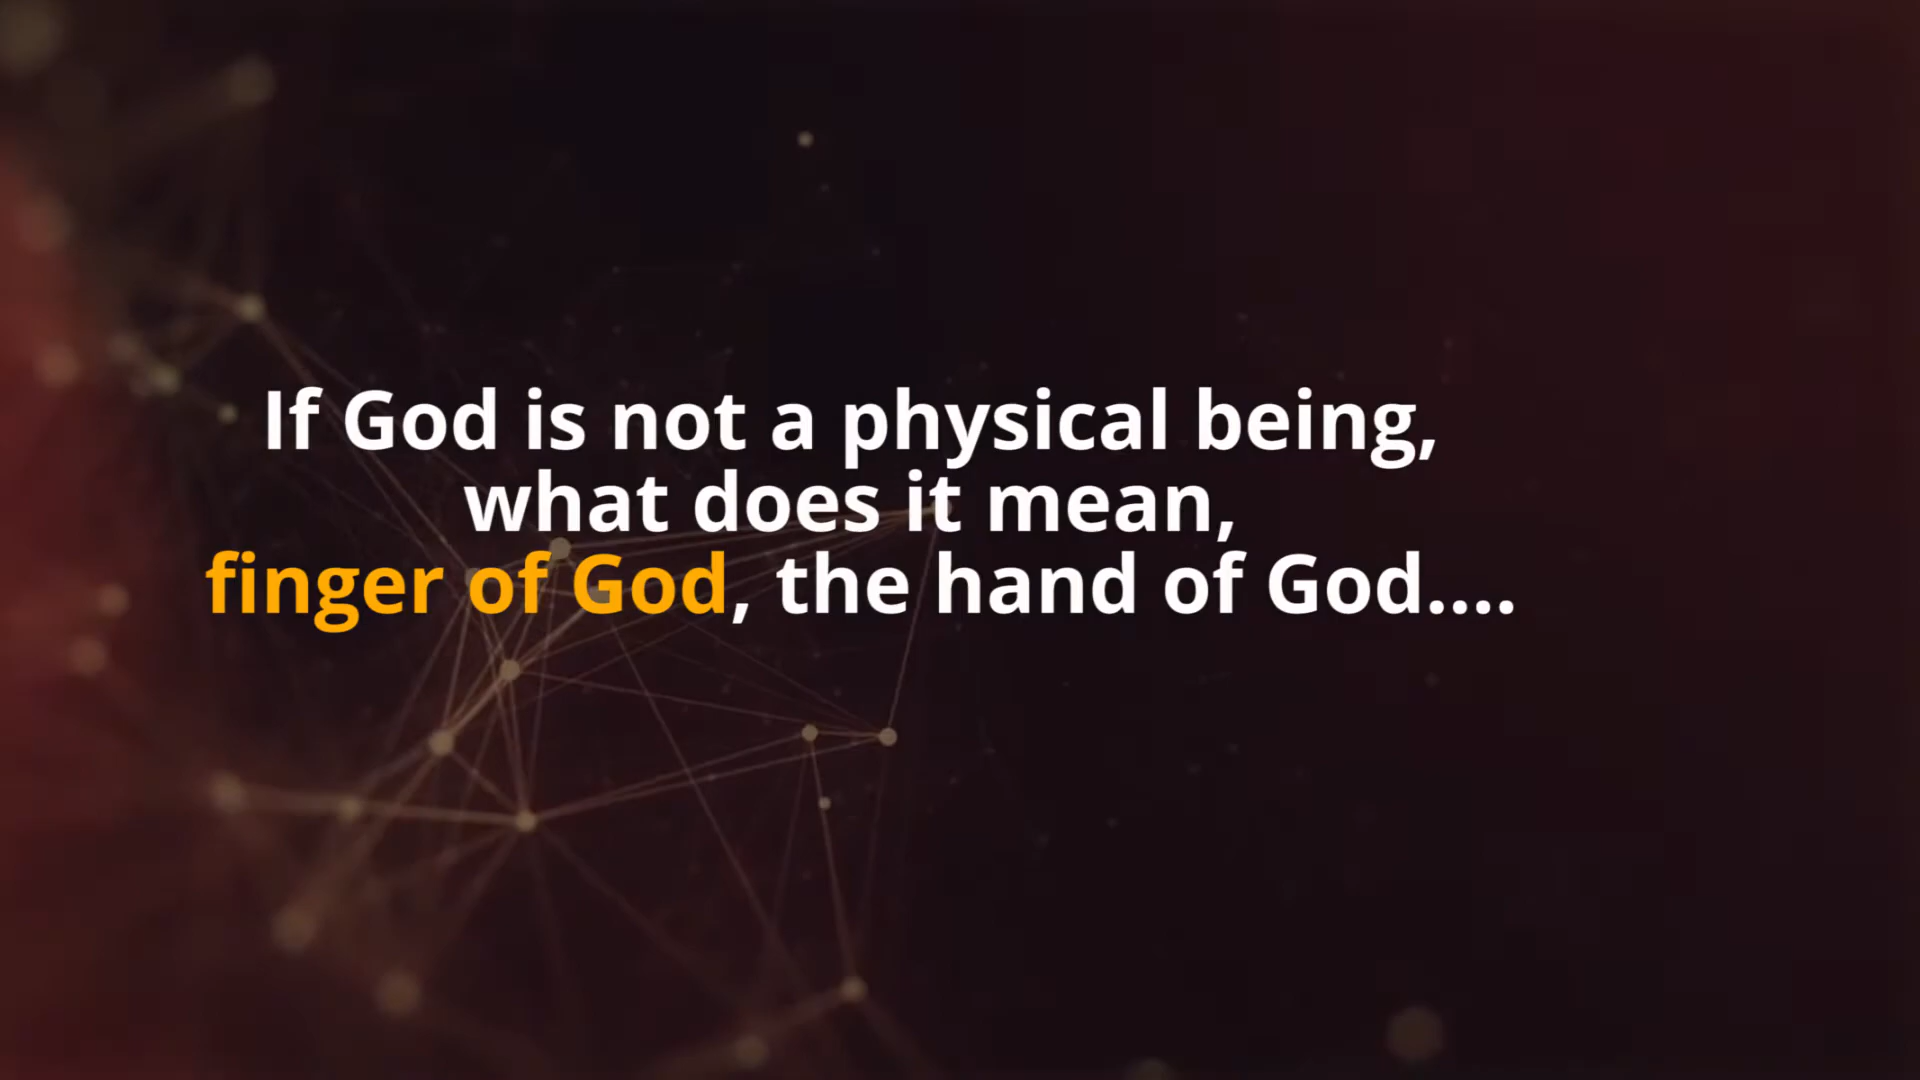 If God is not a physical being,
what does it mean,
finger of God, the hand of God....